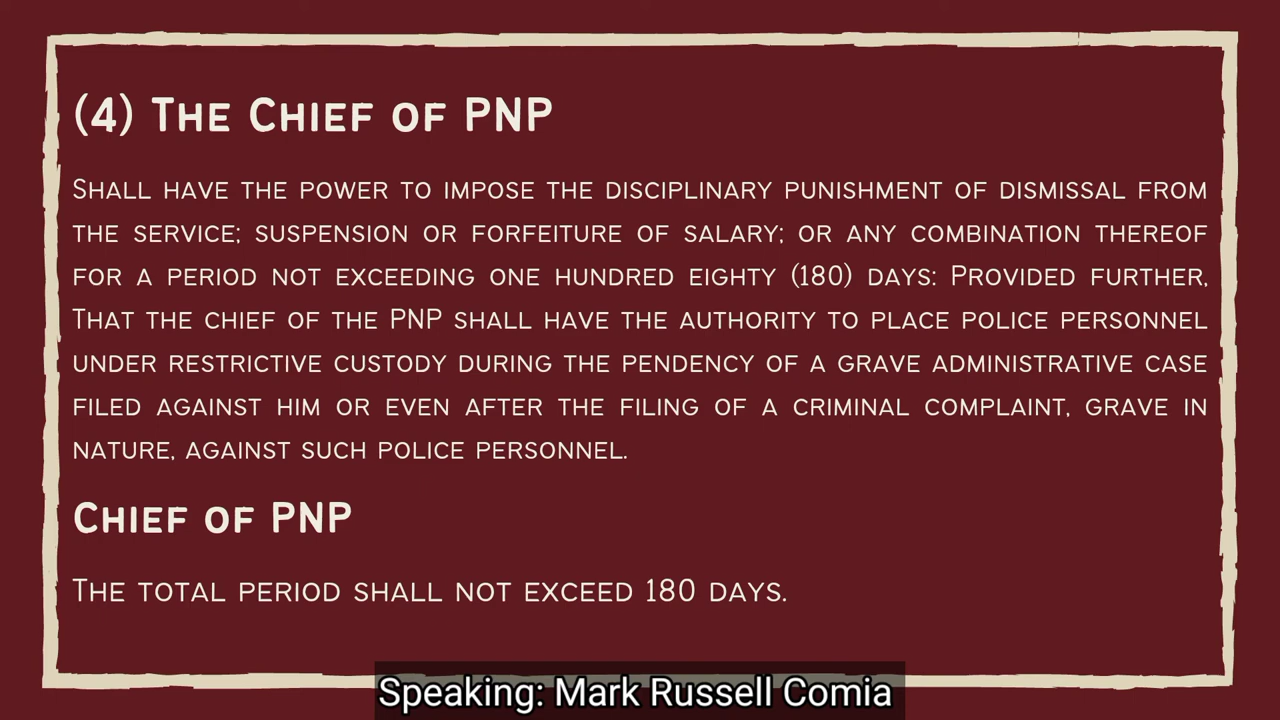 (4) The Chief of PNP
Shall have the power to impose the disciplinary punishment of dismissal from
the service; suspension or forfeiture of salary; or any combination thereof
for a period not exceeding one hundred eighty (180) days: Provided further,
That the chief of the PNP shall have the authority to place police personnel
under restrictive custody during the pendency of a grave administrative case
filed against him or even after the filing of a criminal complaint, grave in
nature, against such police personnel.
Chief of PNP
The total period shall not exceed 180 days.
Speaking: Mark Russell Comia